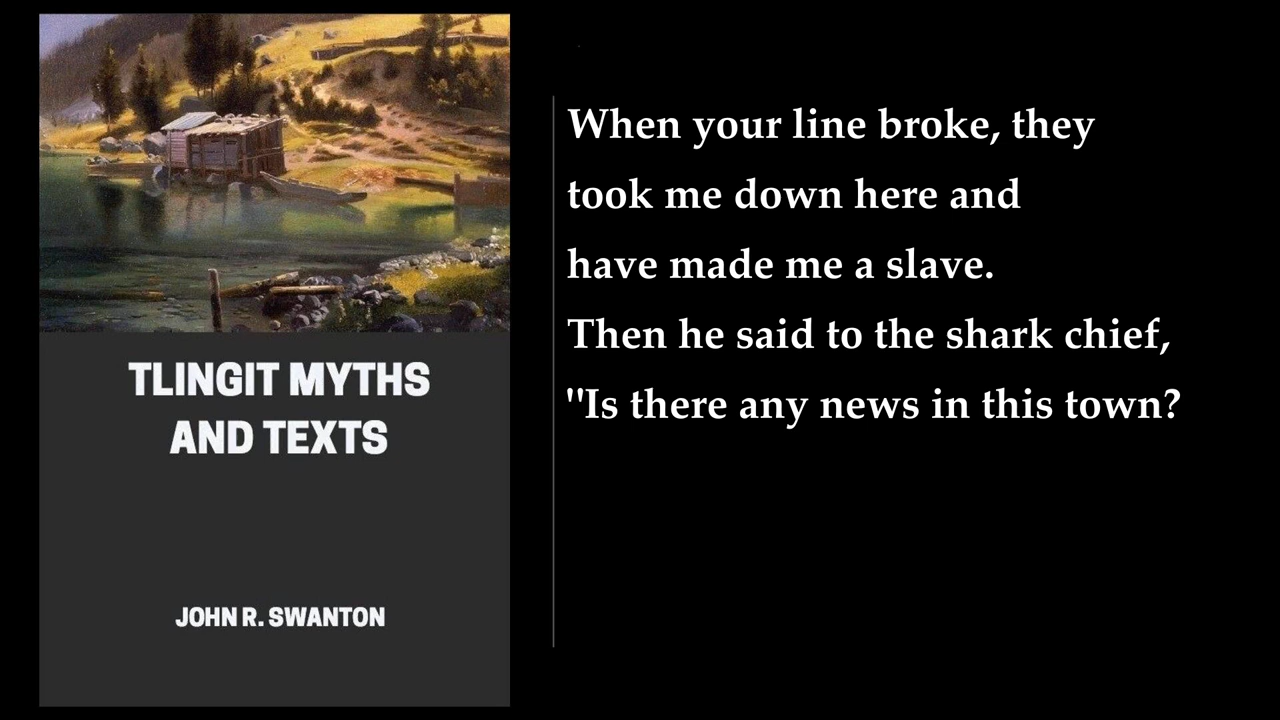 TLINGIT MYTHS
AND TEXTS
JOHN R. SWANTON
When your line broke, they
took me down here and
have made me a slave.
Then he said to the shark chief,
"Is there any news in this town?